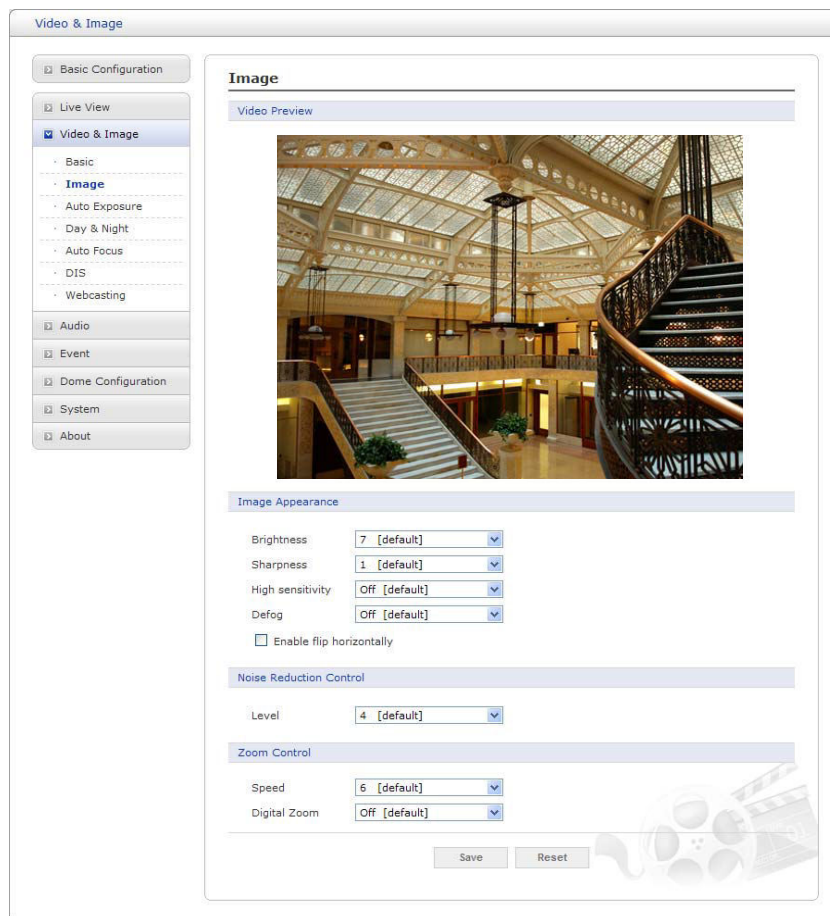 Video & Image
Basic Configuration
Live View
Video & Image
Basic
Image
Auto Exposure
Day & Night
Auto Focus
DIS
Webcasting
Audio
Event
Dome Configuration
System
About
Image
Video Preview
Image Appearance
Brightness 7 [default]
Sharpness 1 [default]
High sensitivity Off [default]
Defog Off [default]
Enable flip horizontally
Noise Reduction Control
Level 4 [default]
Zoom Control
Speed 6 [default]
Digital Zoom Off [default]
Save Reset